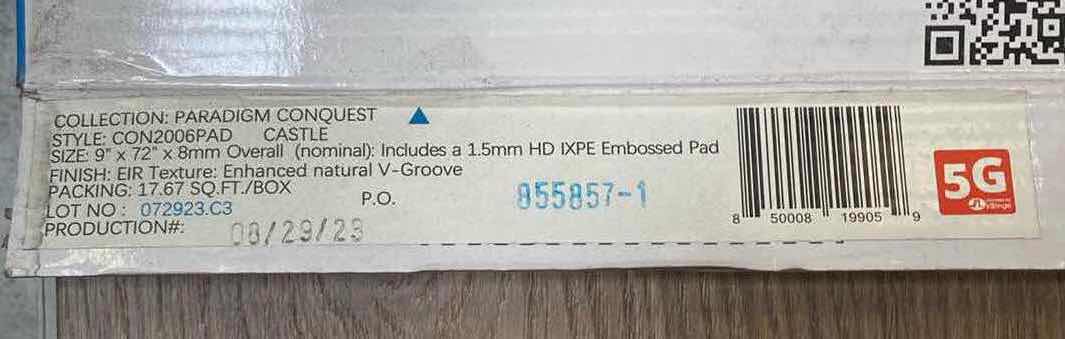 COLLECTION: PARADIGM CONQUEST
STYLE: CON2006PAD CASTLE
SIZE: 9" x 72" x 8mm Overall (nominal): Includes a 1.5mm HD IXPE Embossed Pad
FINISH: EIR Texture: Enhanced natural V-Groove
PACKING: 17.67 SQ.FT./BOX
P.O. 855857-1
LOT NO : 072923.C3
PRODUCTION#: 08/29/23
8 50008 19905 9
5G